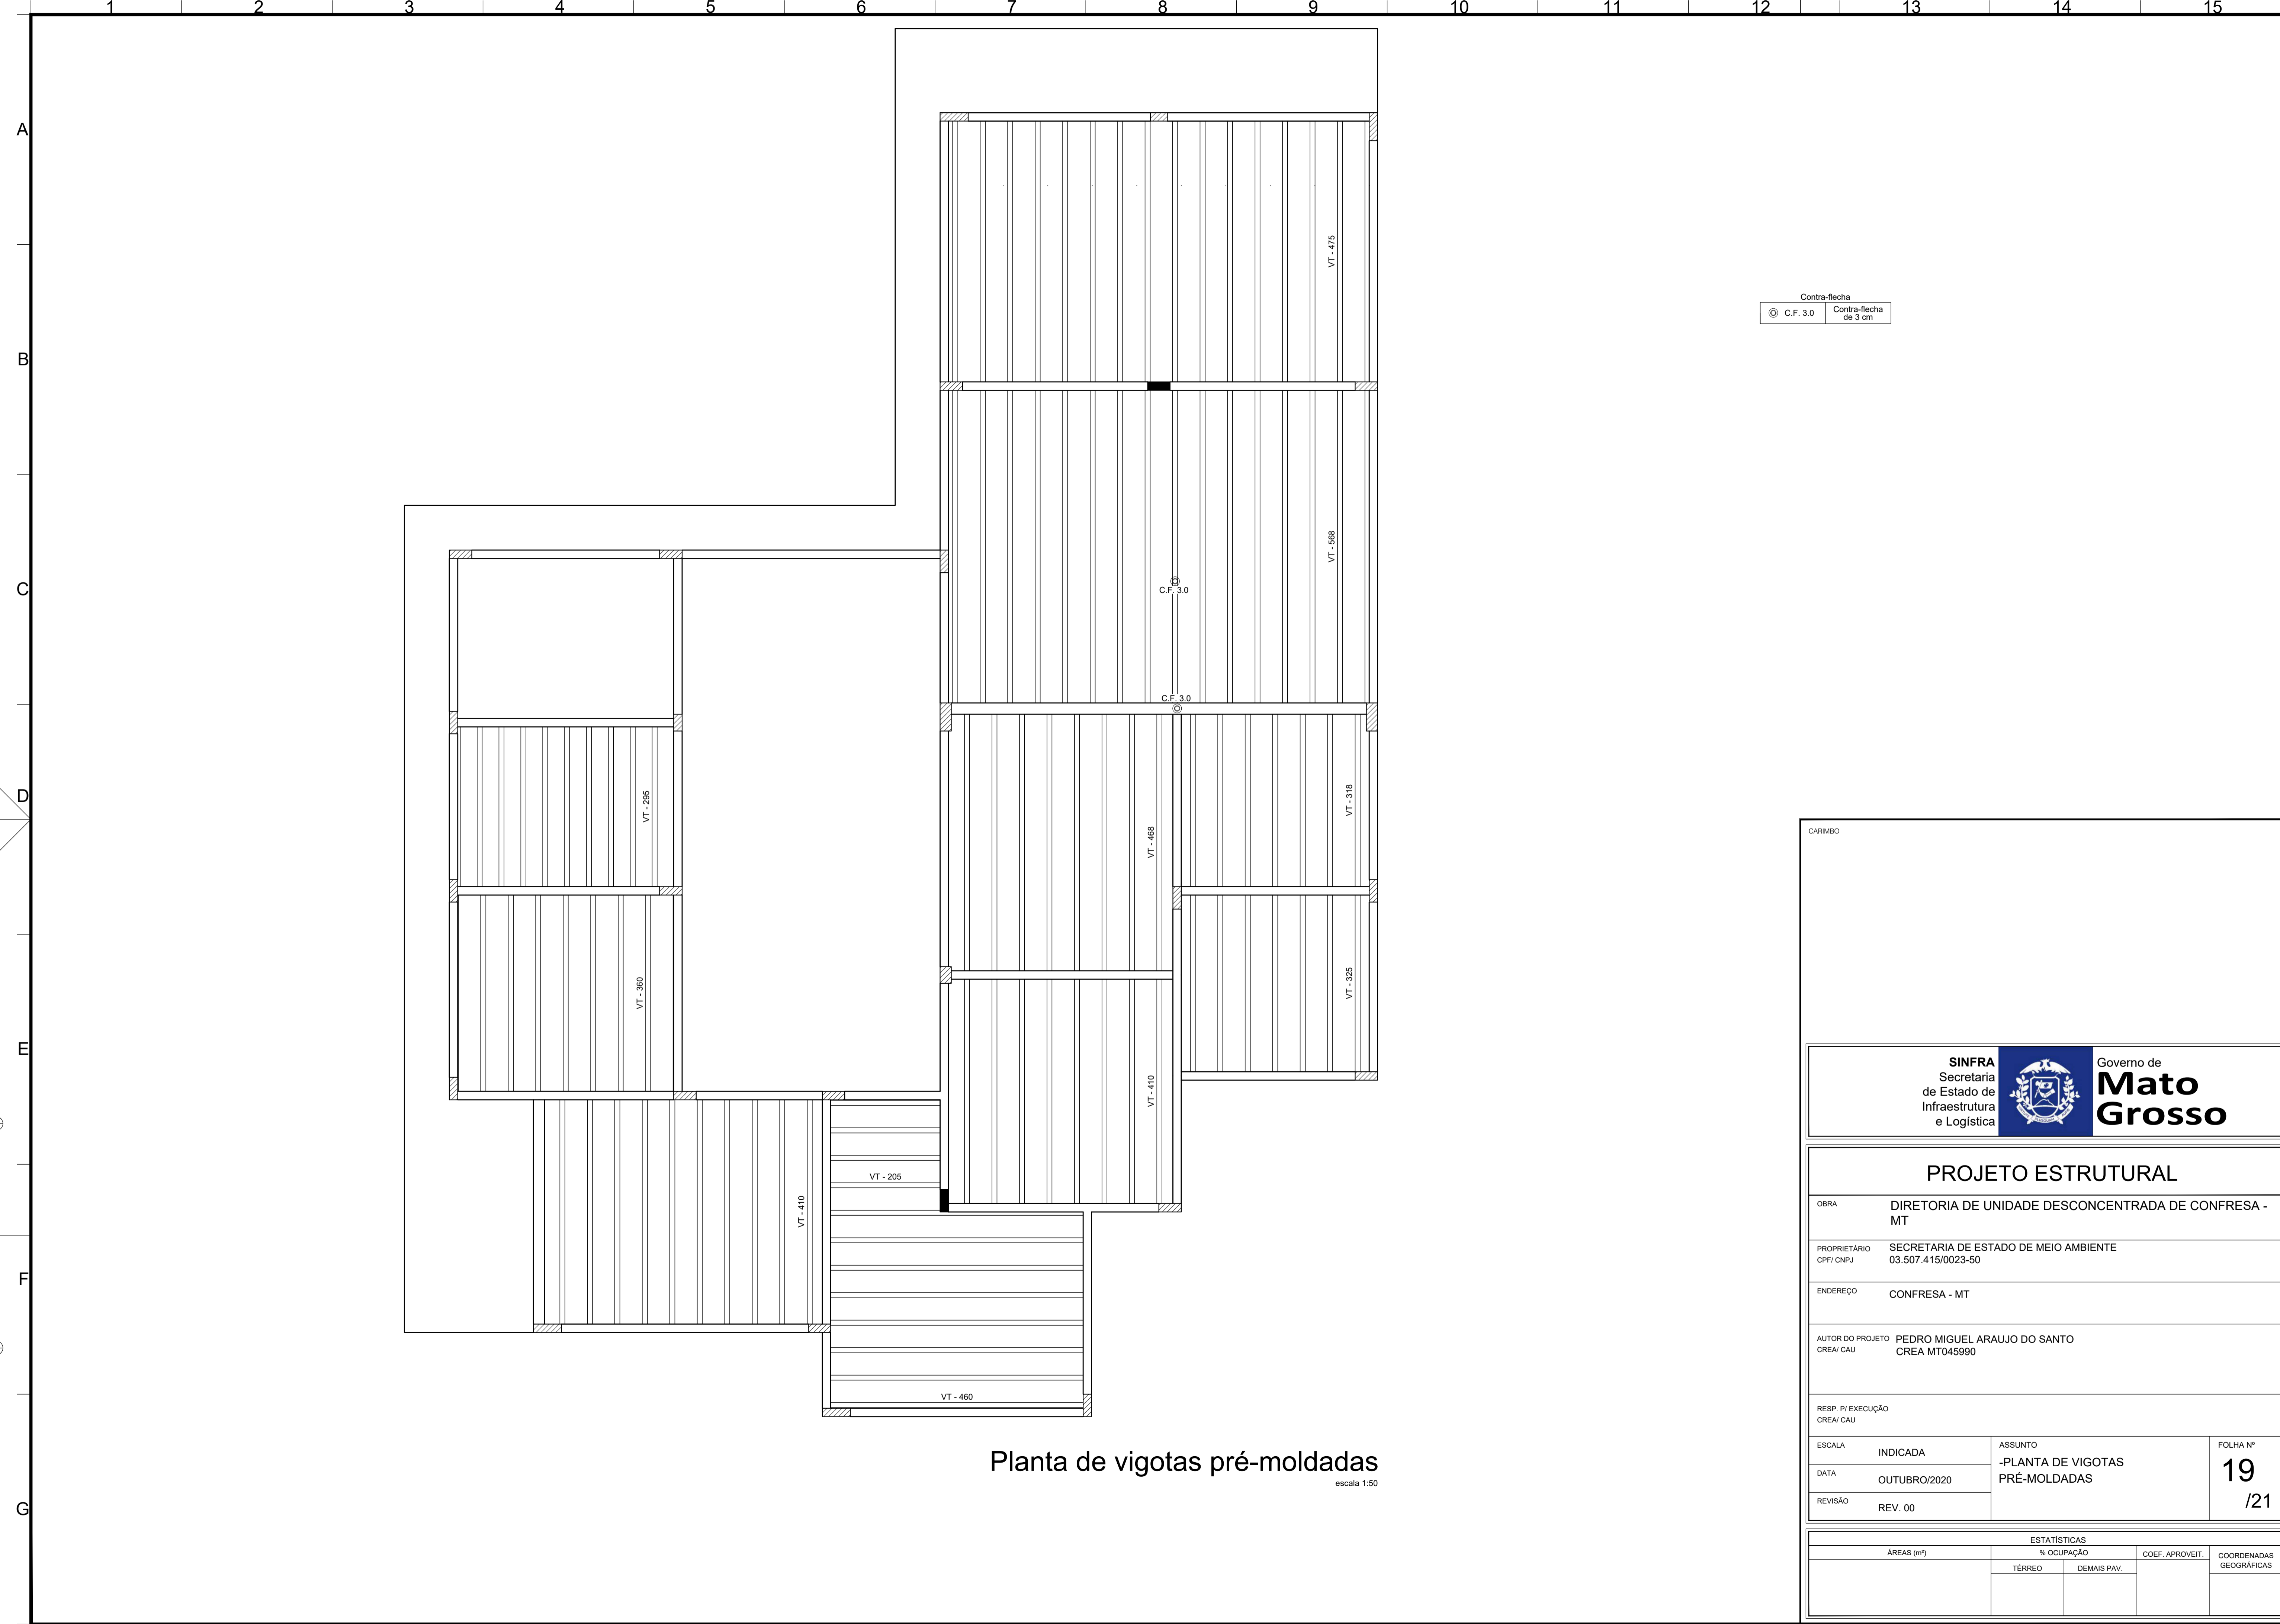 1 2 3 4 5 6 7 8 9 10 11 12 13 14 15
A
B
C
D
E
F
G
VT - 475
Contra-flecha
C.F. 3.0
Contra-flecha
de 3 cm
VT - 568
C.F. 3.0
C.F. 3.0
VT - 295
VT - 468
VT - 318
VT - 360
VT - 325
VT - 410
VT - 205
VT - 410
VT - 460
Planta de vigotas pré-moldadas
escala 1:50
CARIMBO
SINFRA
Secretaria
de Estado de
Infraestrutura
e Logística
Governo de
Mato
Grosso
PROJETO ESTRUTURAL
OBRA
DIRETORIA DE UNIDADE DESCONCENTRADA DE CONFRESA -
MT
PROPRIETÁRIO
CPF/ CNPJ
SECRETARIA DE ESTADO DE MEIO AMBIENTE
03.507.415/0023-50
ENDEREÇO
CONFRESA - MT
AUTOR DO PROJETO
CREA/ CAU
PEDRO MIGUEL ARAUJO DO SANTO
CREA MT045990
RESP. P/ EXECUÇÃO
CREA/ CAU
ESCALA
INDICADA
DATA
OUTUBRO/2020
REVISÃO
REV. 00
ASSUNTO
-PLANTA DE VIGOTAS
PRÉ-MOLDADAS
FOLHA Nº
19
/21
ESTATÍSTICAS
ÁREAS (m²)
% OCUPAÇÃO
TÉRREO
DEMAIS PAV.
COEF. APROVEIT.
COORDENADAS
GEOGRÁFICAS